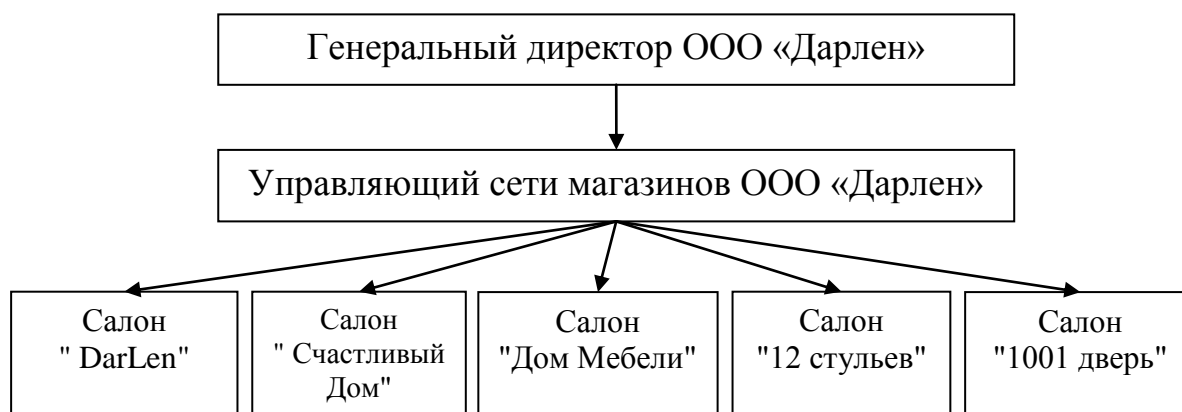 Генеральный директор ООО «Дарлен»
Управляющий сети магазинов ООО «Дарлен»
Салон
" DarLen"
Салон
" Счастливый
Дом"
Салон
"Дом Мебели"
Салон
"12 стульев"
Салон
"1001 дверь"